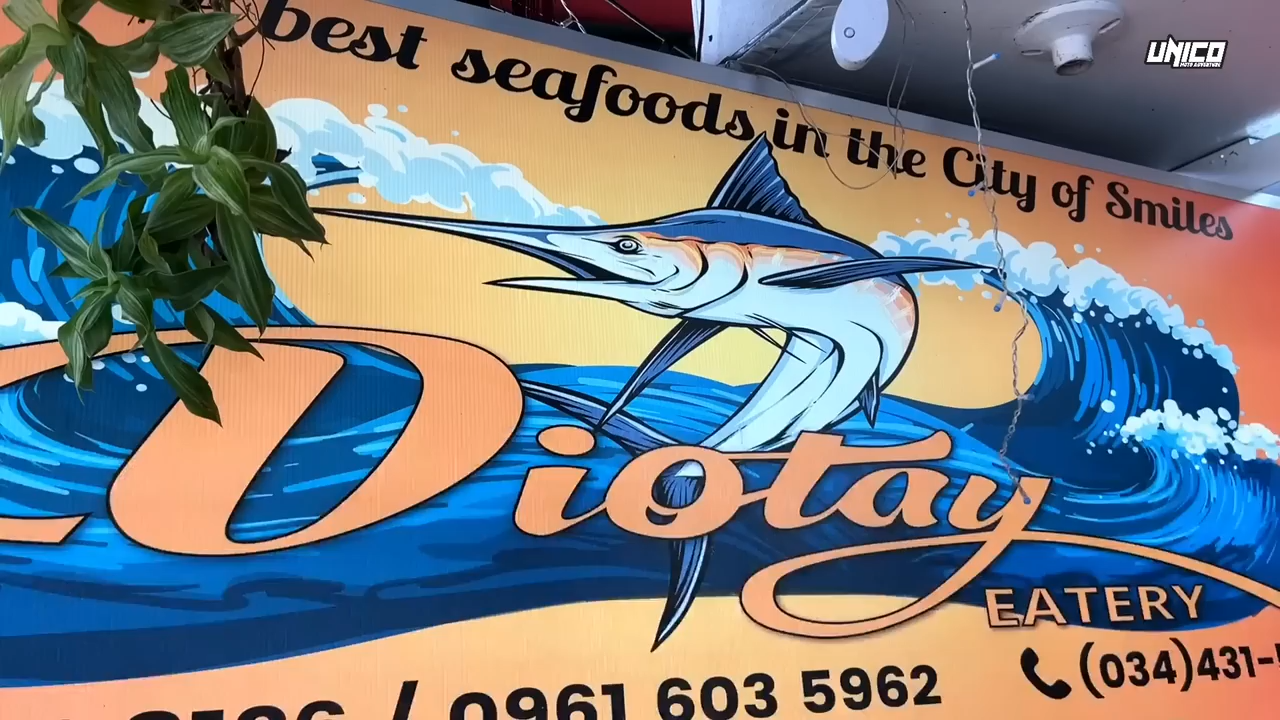 UNICO
best seafoods in the City of Smiles
Diotay
EATERY
(034)431-
/ 0961 603 5962